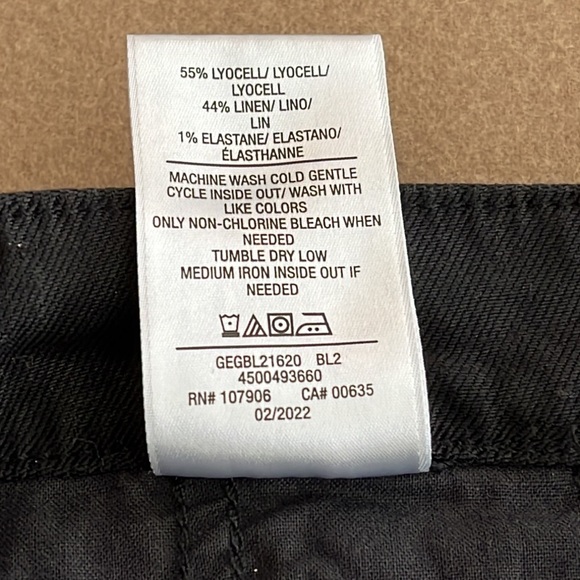 55% LYOCELL/ LYOCELL/
LYOCELL
44% LINEN/ LINO/
LIN
1% ELASTANE/ ELASTANO/
ÉLASTHANNE
MACHINE WASH COLD GENTLE
CYCLE INSIDE OUT/ WASH WITH
LIKE COLORS
ONLY NON-CHLORINE BLEACH WHEN
NEEDED
TUMBLE DRY LOW
MEDIUM IRON INSIDE OUT IF
NEEDED
GEGBL21620 BL2
4500493660
RN# 107906 CA# 00635
02/2022